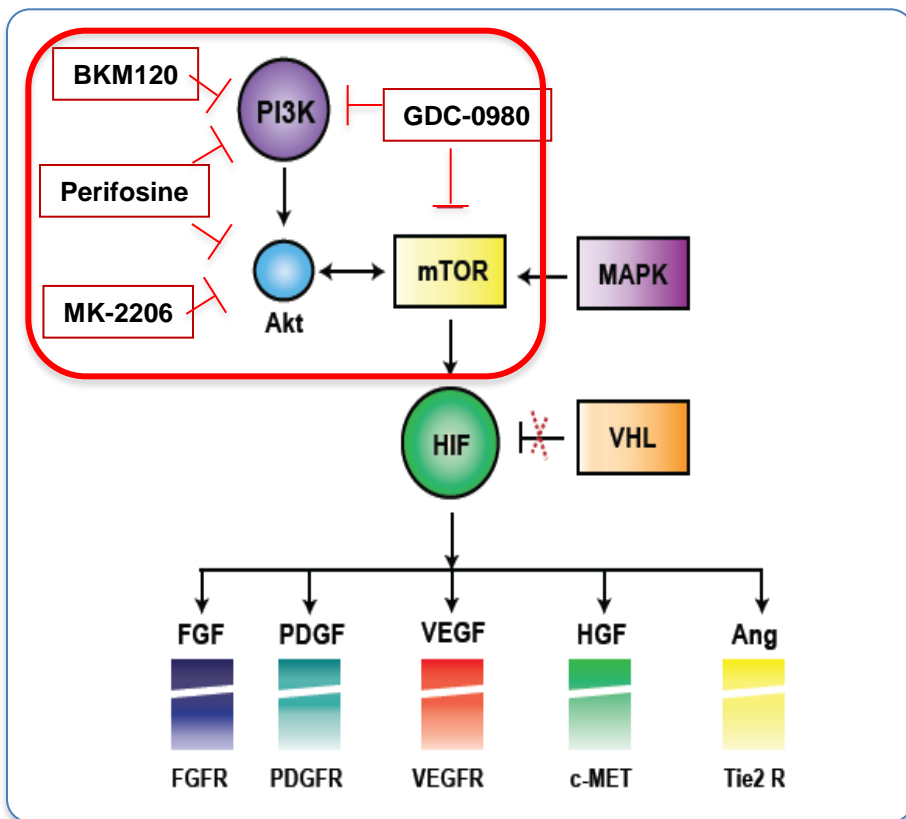 BKM120
PI3K
GDC-0980
Perifosine
mTOR
MAPK
MK-2206
Akt
HIF
VHL
FGF
PDGF
VEGF
HGF
Ang
FGFR
PDGFR
VEGFR
c-MET
Tie2 R